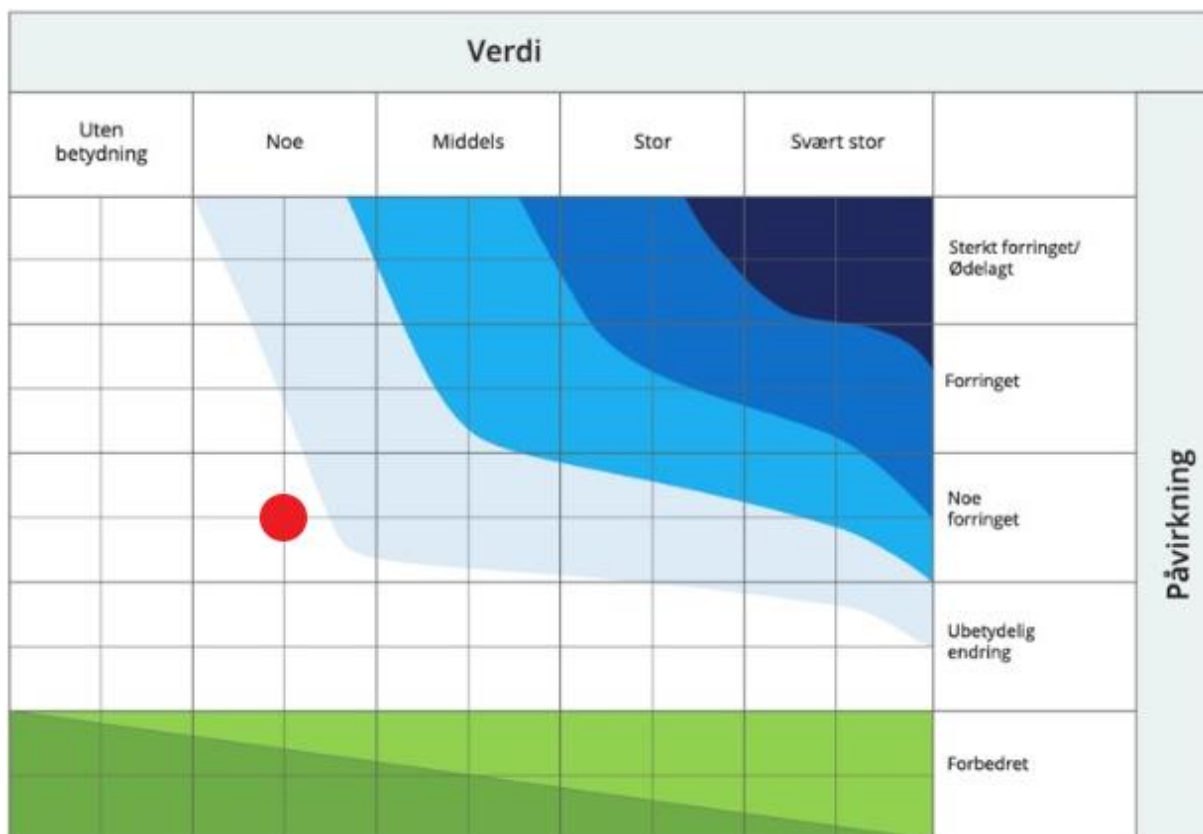 Verdi
Uten
betydning
Noe
Middels
Stor
Svært stor
Sterkt forringet/
Ødelagt
Forringet
Noe
forringet
Ubetydelig
endring
Forbedret
Påvirkning